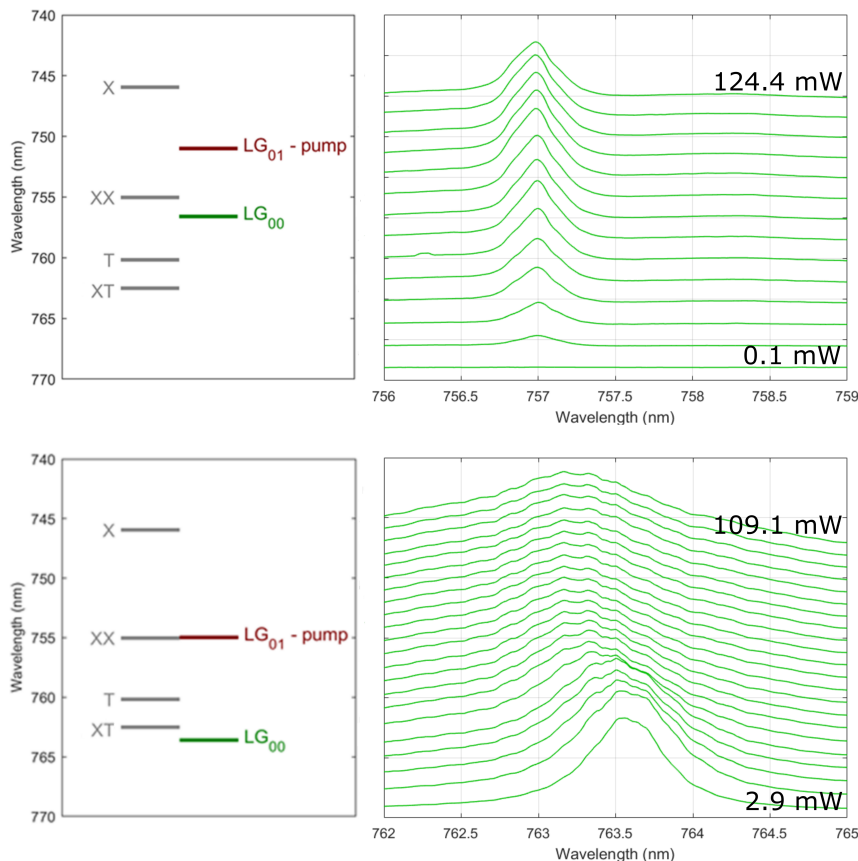 740
745
750
755
760
765
770
Wavelength (nm)
X
XX
T
XT
LG01 - pump
LG00
124.4 mW
0.1 mW
756
756.5
757
757.5
758
758.5
759
Wavelength (nm)
740
745
750
755
760
765
770
Wavelength (nm)
X
XX
T
XT
LG01 - pump
LG00
109.1 mW
2.9 mW
762
762.5
763
763.5
764
764.5
765
Wavelength (nm)